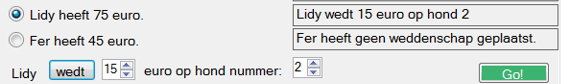 Lidy heeft 75 euro.
Lidy wedt 15 euro op hond 2
Fer heeft 45 euro.
Fer heeft geen weddenschap geplaatst.
Lidy wedt 15 euro op hond nummer: 2 Go!